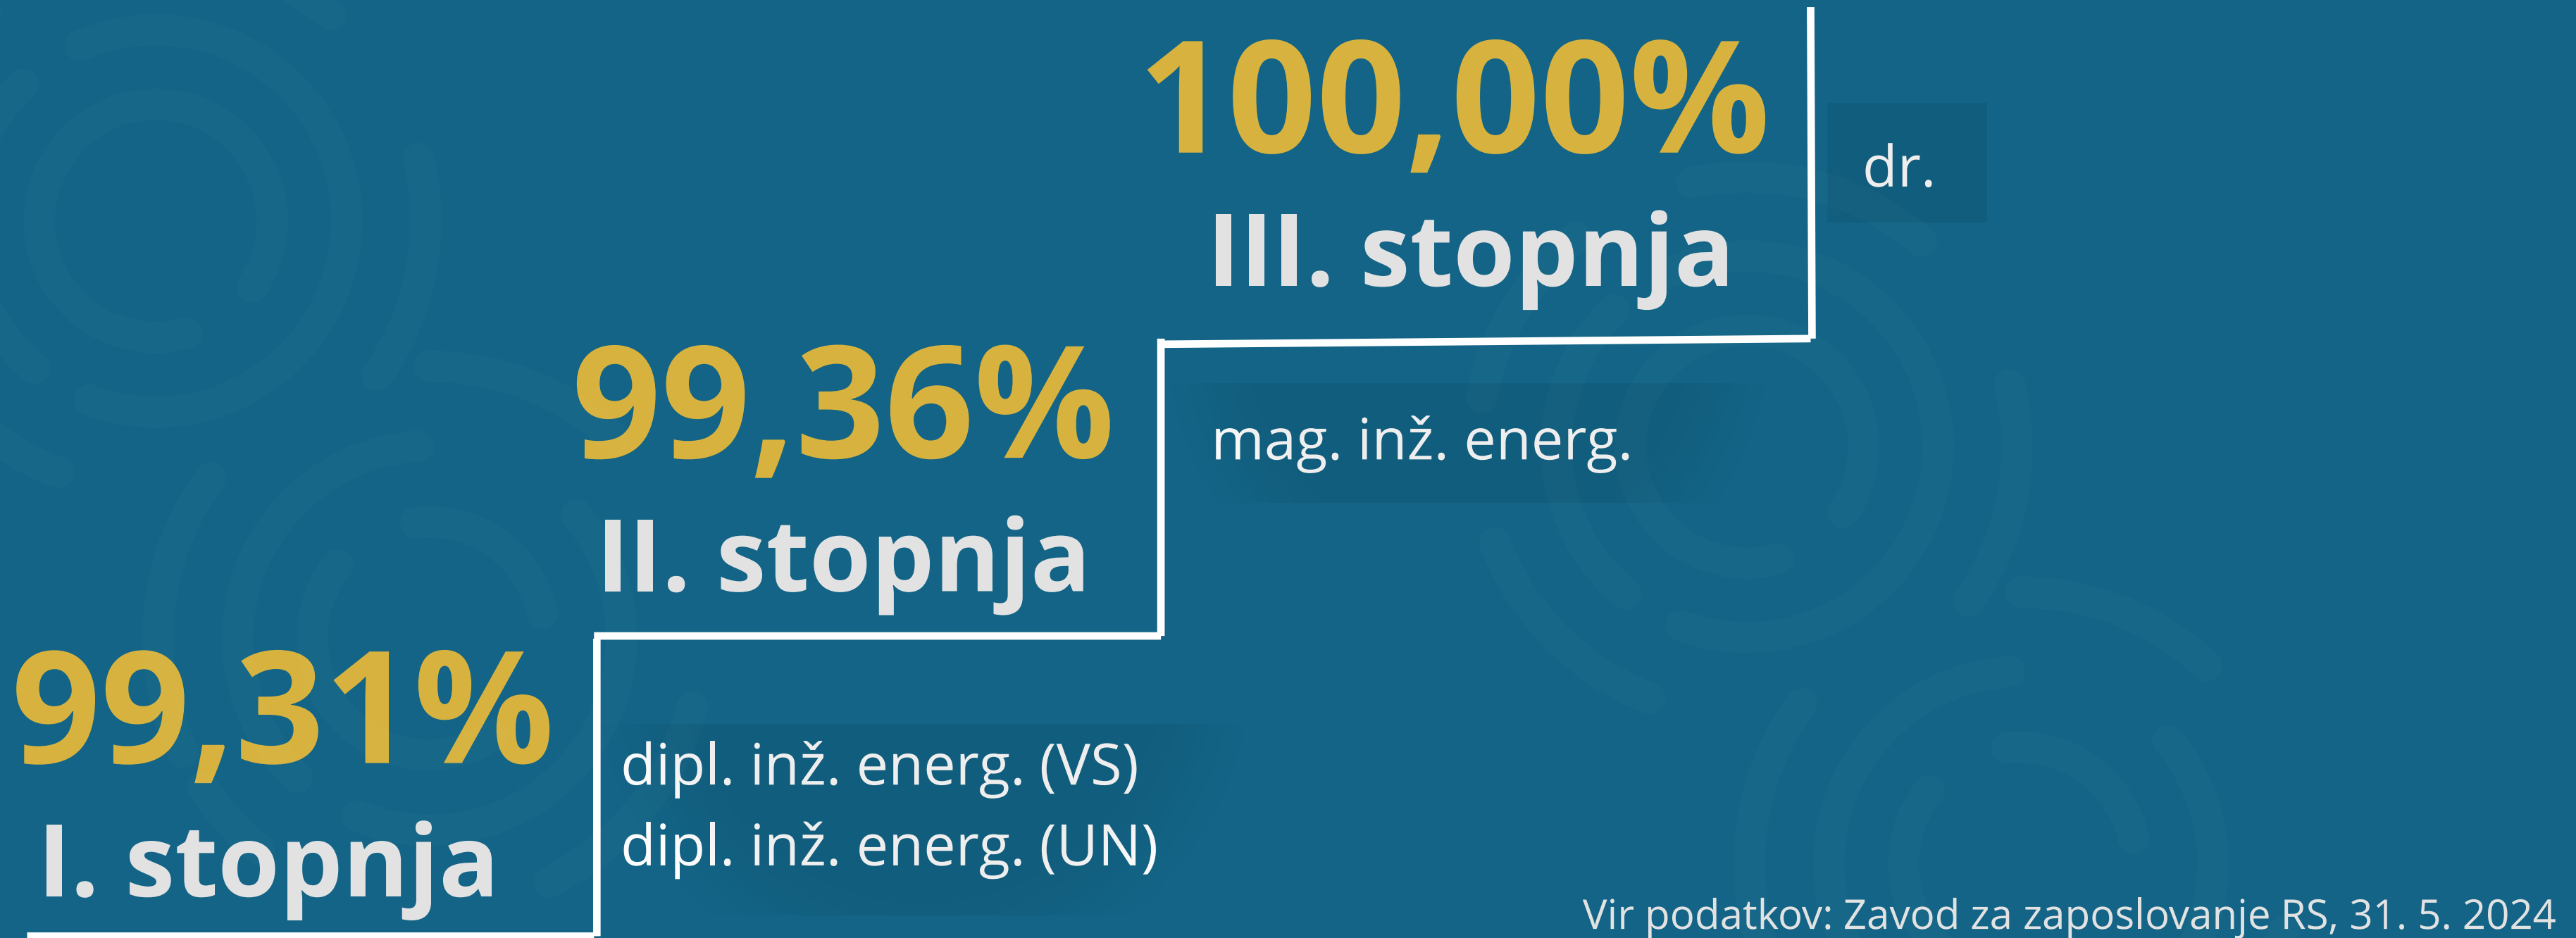 100,00%
III. stopnja
dr.
99,36%
II. stopnja
mag. inž. energ.
99,31%
I. stopnja
dipl. inž. energ. (VS)
dipl. inž. energ. (UN)
Vir podatkov: Zavod za zaposlovanje RS, 31. 5. 2024